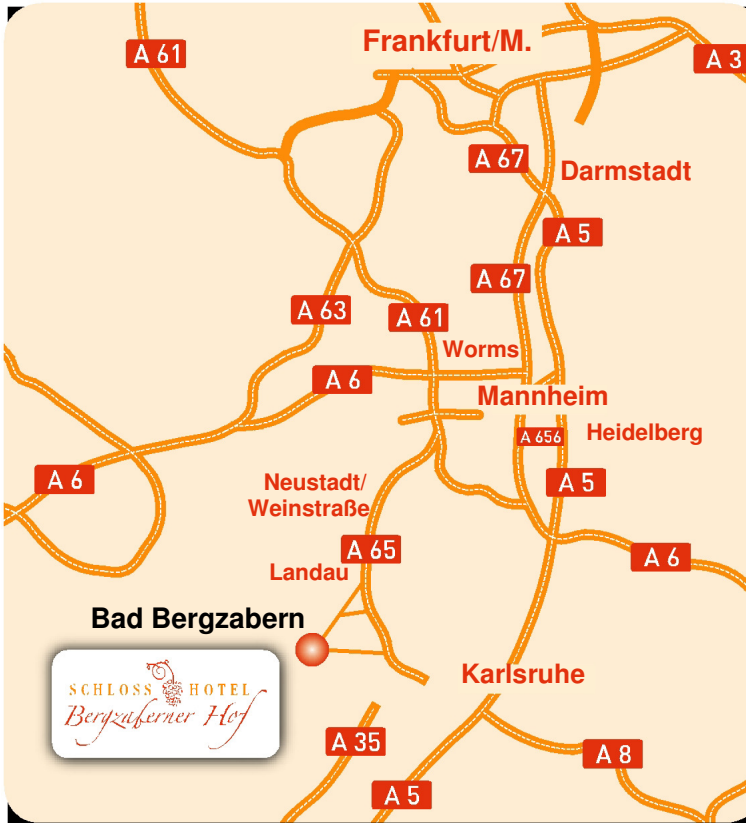 Frankfurt/M.
A 61
A 3
A 67
Darmstadt
A 5
A 67
A 63
A 61
Worms
A 6
Mannheim
A 656
Heidelberg
A 6
Neustadt/
Weinstraße
A 5
A 65
A 6
Landau
Bad Bergzabern
Karlsruhe
SCHLOSS HOTEL
Bergzaberner Hof
A 35
A 8
A 5